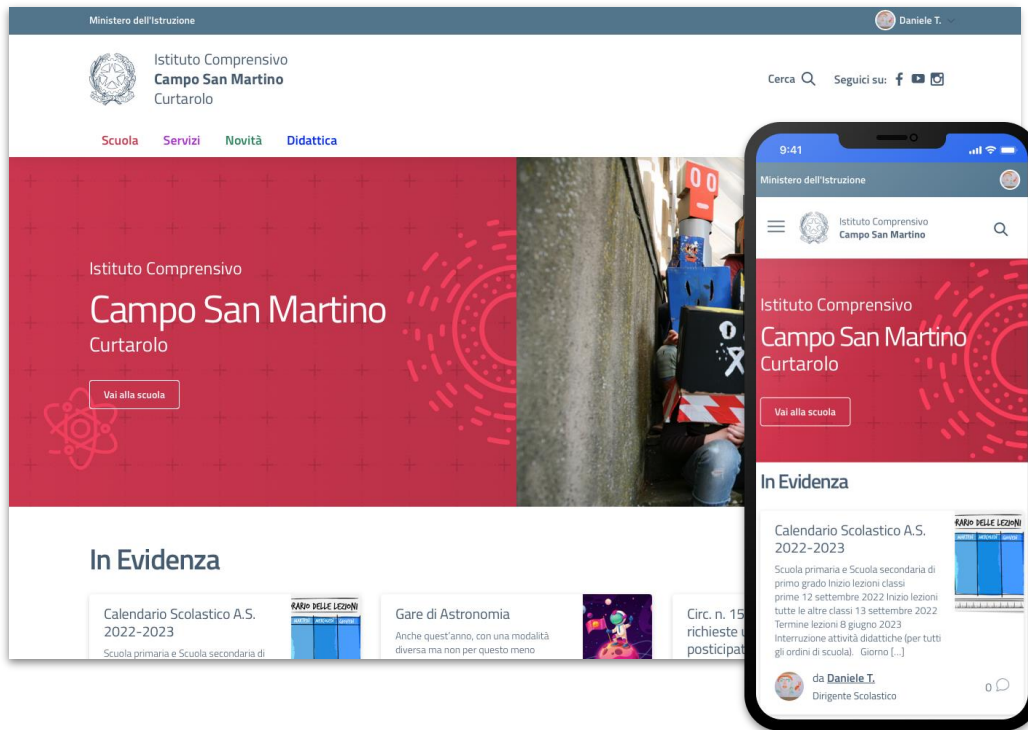 Ministero dell'Istruzione
Daniele T.
Istituto Comprensivo
Campo San Martino
Curtarolo
Cerca
Seguici su:
Scuola Servizi Novità Didattica
Istituto Comprensivo
Campo San Martino
Curtarolo
Vai alla scuola
In Evidenza
Calendario Scolastico A.S.
2022-2023
Scuola primaria e Scuola secondaria di
DELLE LEZIONI
Gare di Astronomia
Anche quest'anno, con una modalità
diversa ma non per questo meno
Circ. n. 15
richieste
posticipat
9:41
Ministero dell'Istruzione
Istituto Comprensivo
Campo San Martino
Istituto Comprensivo
Campo San Martino
Curtarolo
Vai alla scuola
In Evidenza
Calendario Scolastico A.S.
2022-2023
Scuola primaria e Scuola secondaria di
primo grado Inizio lezioni classi
prime 12 settembre 2022 Inizio lezioni
tutte le altre classi 13 settembre 2022
Termine lezioni 8 giugno 2023
Interruzione attività didattiche (per tutti
gli ordini di scuola). Giorno [...]
DELLE LEZIONI
da Daniele T.
Dirigente Scolastico
0